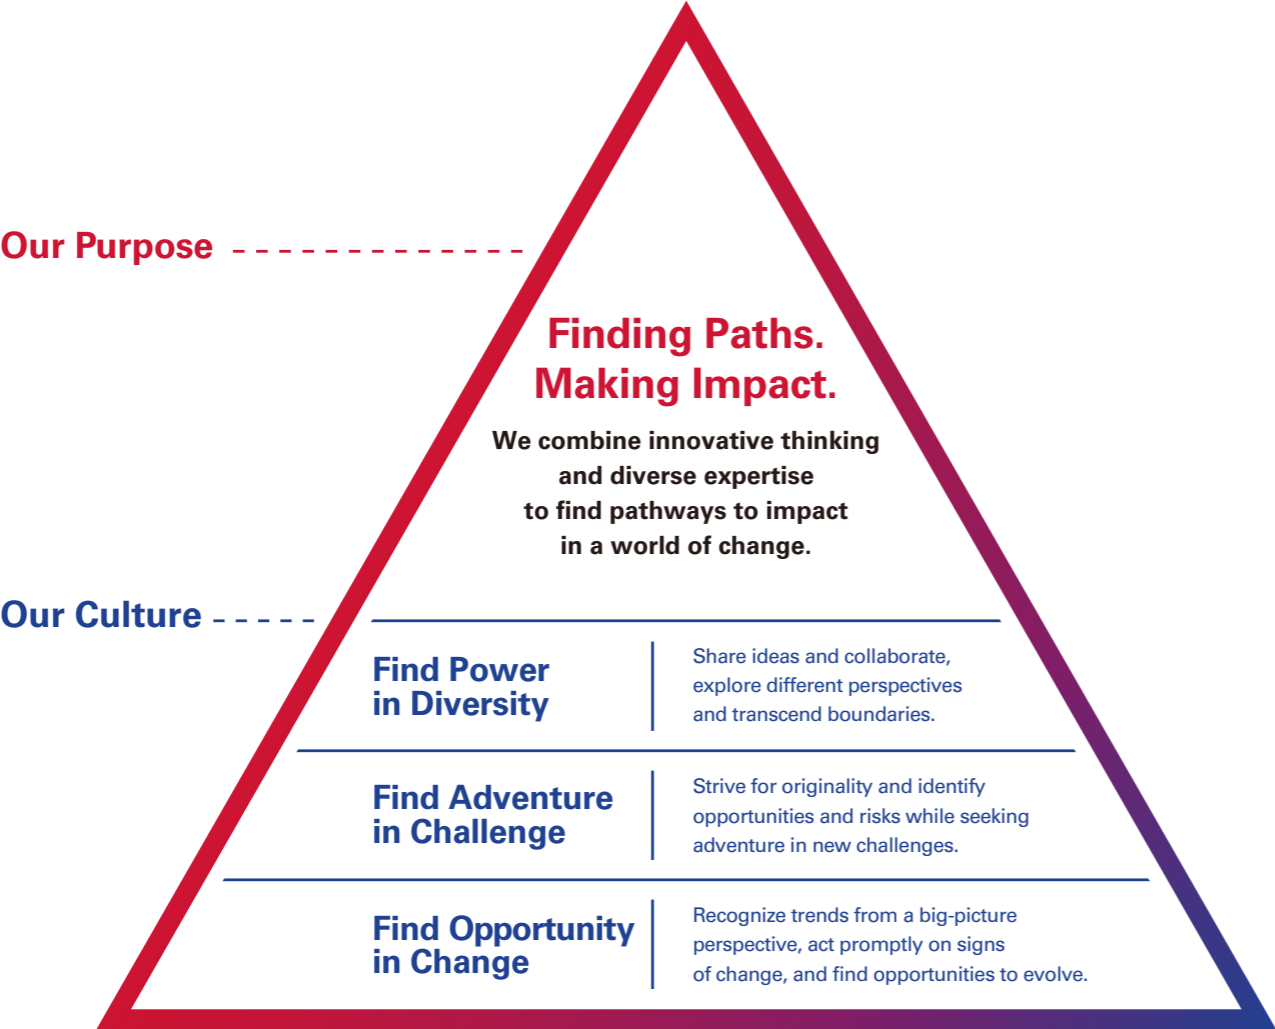 Our Purpose
Finding Paths.
Making Impact.
We combine innovative thinking
and diverse expertise
to find pathways to impact
in a world of change.
Our Culture
Find Power
in Diversity
Share ideas and collaborate,
explore different perspectives
and transcend boundaries.
Find Adventure
in Challenge
Strive for originality and identify
opportunities and risks while seeking
adventure in new challenges.
Find Opportunity
in Change
Recognize trends from a big-picture
perspective, act promptly on signs
of change, and find opportunities to evolve.